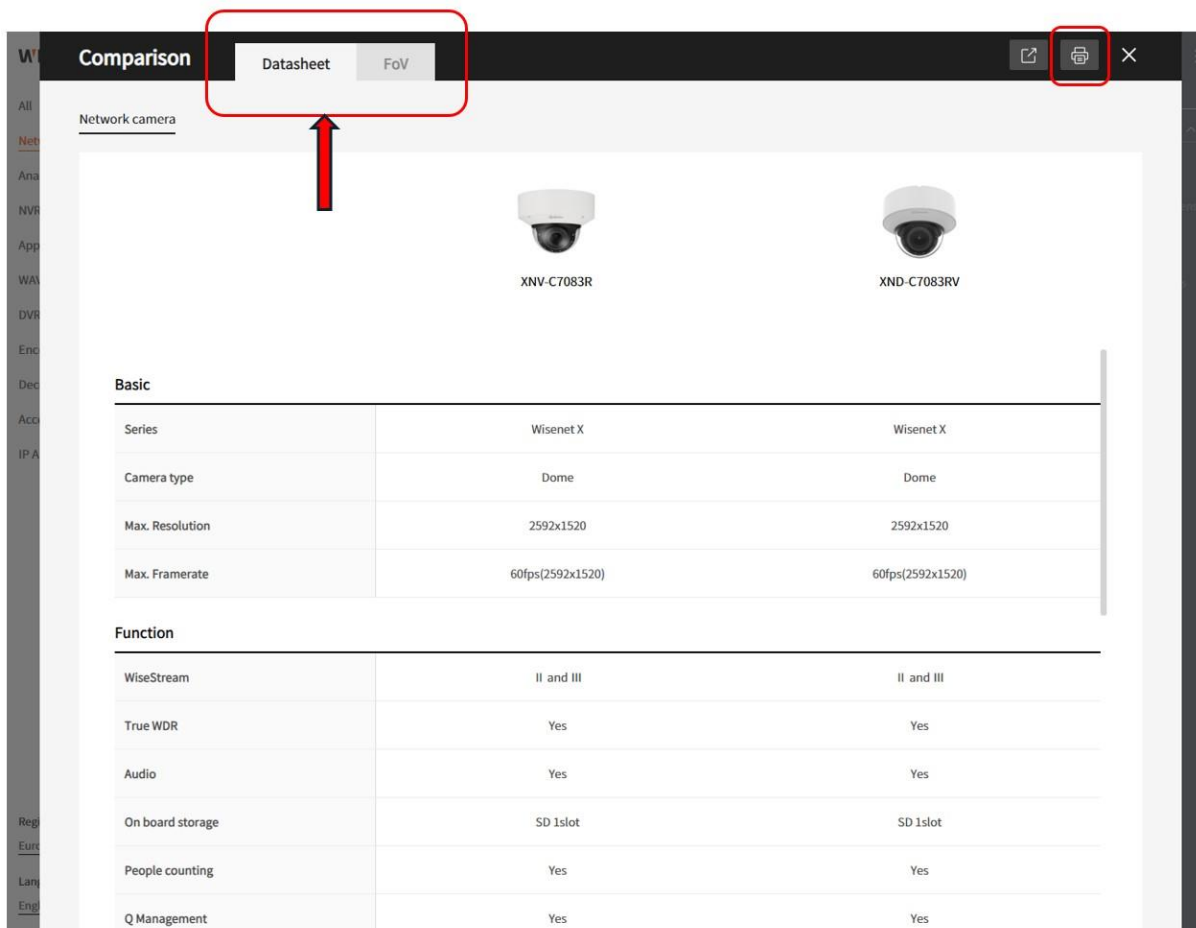 Comparison Datasheet FoV
Network camera
XNV-C7083R XND-C7083RV
Basic
Series Wisenet X Wisenet X
Camera type Dome Dome
Max. Resolution 2592x1520 2592x1520
Max. Framerate 60fps(2592x1520) 60fps(2592x1520)
Function
WiseStream II and III II and III
True WDR Yes Yes
Audio Yes Yes
On board storage SD 1slot SD 1slot
People counting Yes Yes
Q Management Yes Yes
All
NVR
DVR
IP A